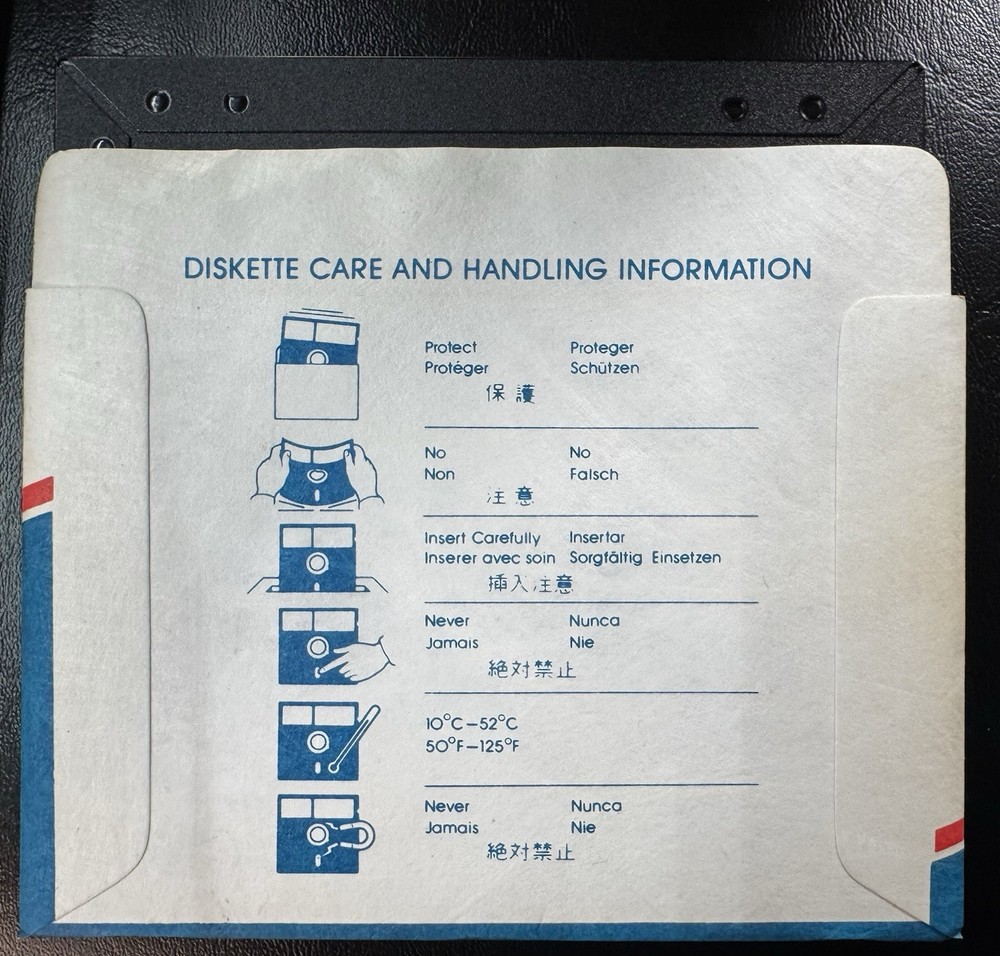 DISKETTE CARE AND HANDLING INFORMATION
Protect Proteger
Protéger Schützen
保護
No No
Non Falsch
注意
Insert Carefully Insertar
Inserer avec soin Sorgfältig Einsetzen
挿入注意
Never Nunca
Jamais Nie
絶対禁止
10°C–52°C
50°F–125°F
Never Nunca
Jamais Nie
絶対禁止